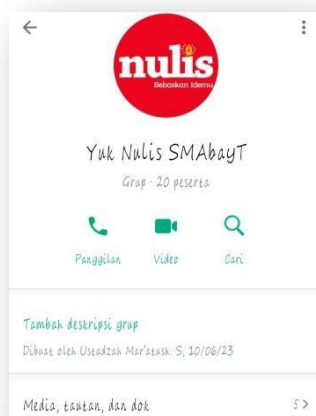 nulis
Bebaskan Idemu
Yuk Nulis SMAbayT
Grup · 20 peserta
Panggilan Video Cari
Tambah deskripsi grup
Dibuat oleh Ustadzah Mar'atush. S, 10/06/23
Media, tautan, dan dok 5 >